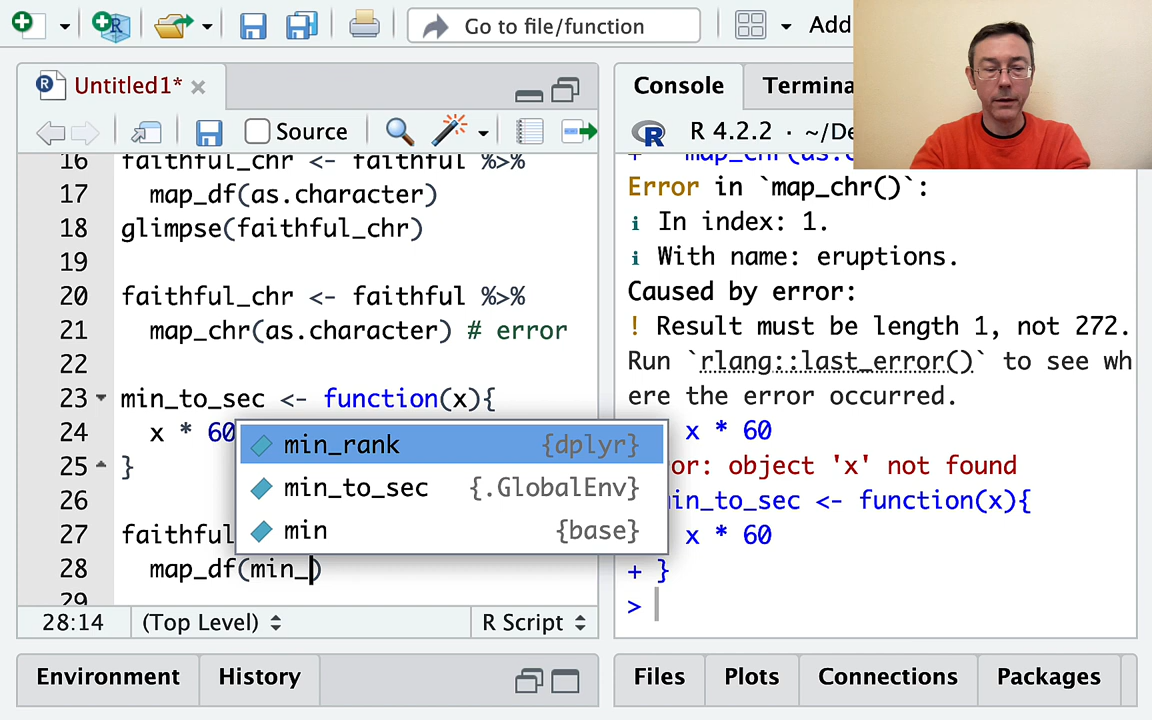 Go to file/function
Add
Untitled1*
Source
16 faithful_chr <- faithful %>%
17 map_df(as.character)
18 glimpse(faithful_chr)
19
20 faithful_chr <- faithful %>%
21 map_chr(as.character) # error
22
23 min_to_sec <- function(x){
24 x * 60
25 }
26
27 faithful
28 map_df(min_)
29
min_rank {dplyr}
min_to_sec {.GlobalEnv}
min {base}
28:14 (Top Level) R Script
Environment History
Console Termina
R 4.2.2 · ~/De
+ map_chr(as.c
Error in `map_chr()`:
i In index: 1.
i With name: eruptions.
Caused by error:
! Result must be length 1, not 272.
Run `rlang::last_error()` to see wh
ere the error occurred.
x * 60
ror: object 'x' not found
min_to_sec <- function(x){
x * 60
+ }
>
Files Plots Connections Packages